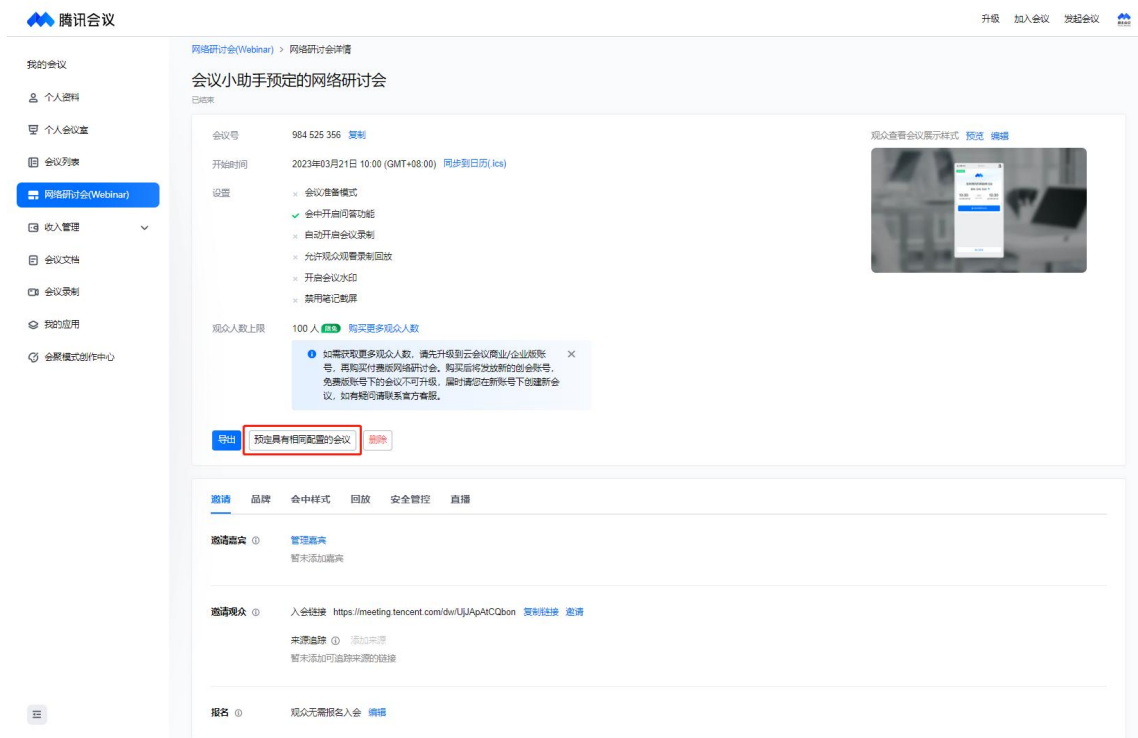 腾讯会议
升级 加入会议 发起会议
我的会议
个人资料
个人会议室
会议列表
网络研讨会(Webinar)
收入管理
会议文档
会议录制
我的应用
会聚模式创作中心
网络研讨会(Webinar) > 网络研讨会详情
会议小助手预定的网络研讨会
已结束
会议号 984 525 356 复制
开始时间 2023年03月21日 10:00 (GMT+08:00) 同步到日历(.ics)
设置 会议准备模式
会中开启问答功能
自动开启会议录制
允许观众观看录制回放
开启会议水印
禁用笔记截屏
观众人数上限 100 人 限免 购买更多观众人数
如需获取更多观众人数，请先升级到云会议商业/企业版账
号，再购买付费版网络研讨会。购买后将发放新的创会账号，
免费版账号下的会议不可升级，届时请您在新账号下创建新会
议，如有疑问请联系官方客服。
观众查看会议展示样式 预览 编辑
导出 预定具有相同配置的会议 删除
邀请 品牌 会中样式 回放 安全管控 直播
邀请嘉宾 管理嘉宾
暂未添加嘉宾
邀请观众 入会链接 https://meeting.tencent.com/dw/UjJApAtCQbon 复制链接 邀请
来源追踪 添加来源
暂未添加可追踪来源的链接
报名 观众无需报名入会 编辑